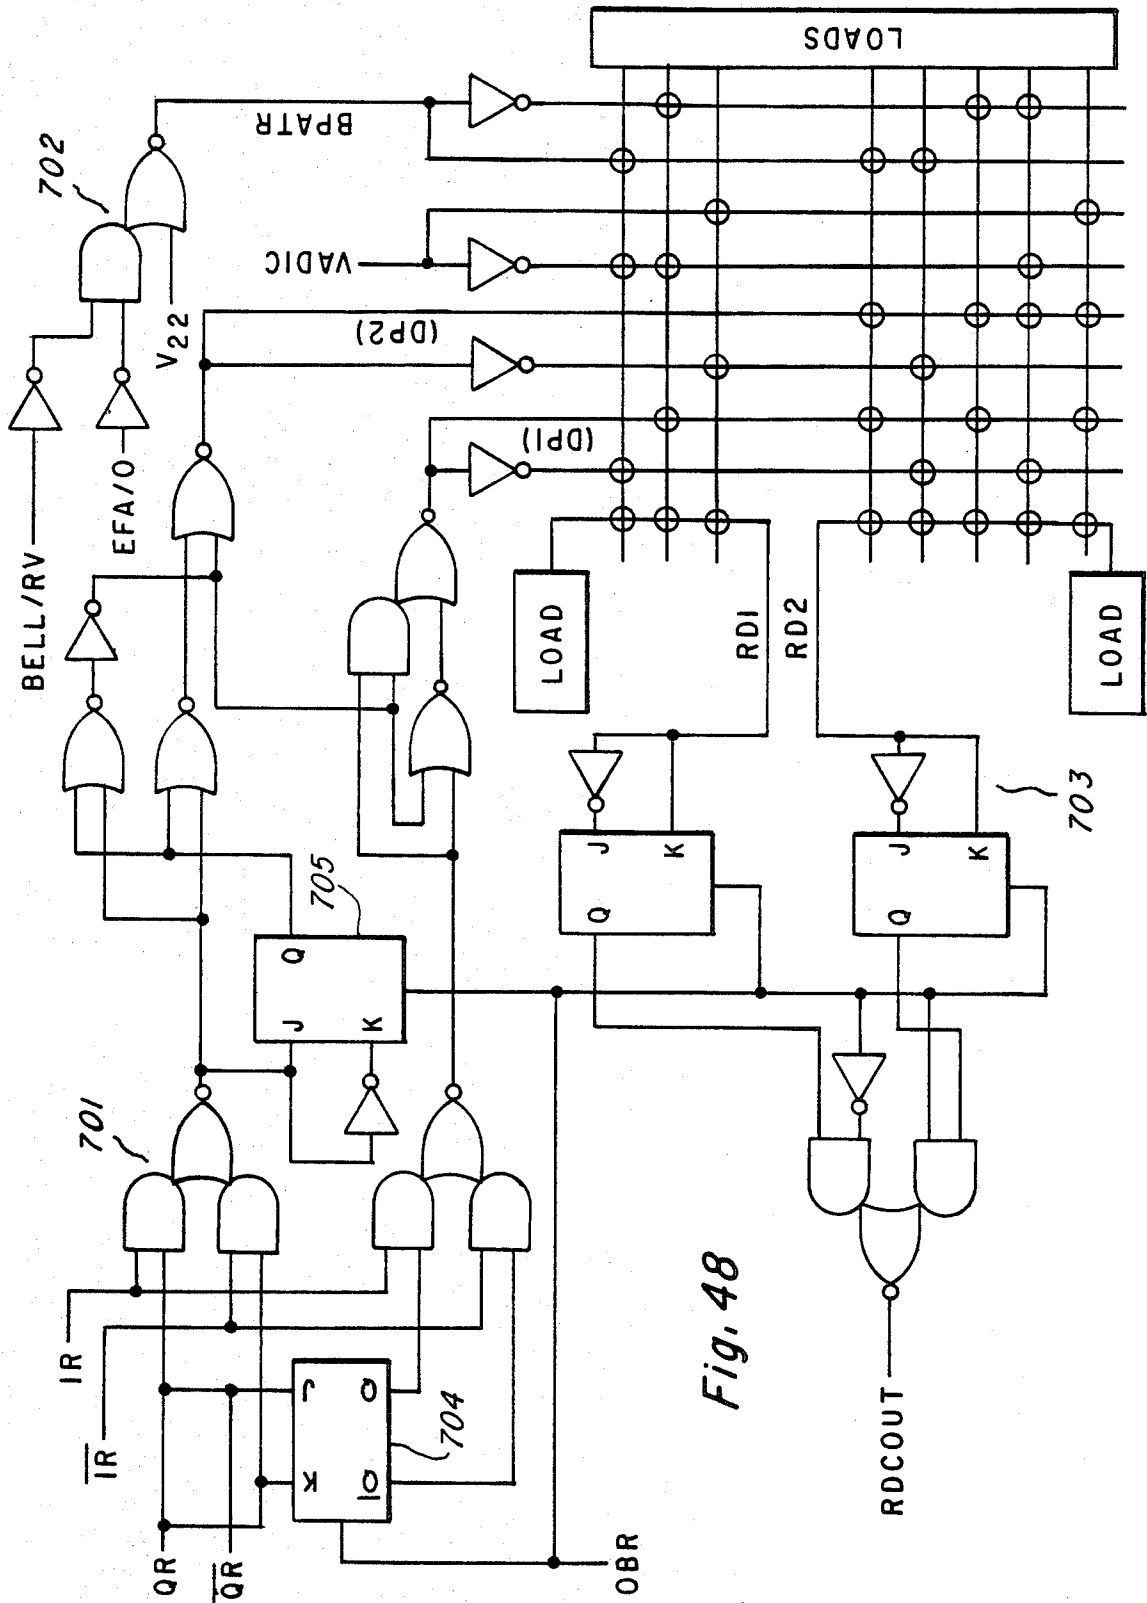 LOADS
BPATR
702
VADIC
V22
(DP2)
BELL/RV
EFA/O
(DP1)
LOAD
RD1
RD2
LOAD
J
K
Q
J
K
Q
703
705
Q
J
K
701
IR
IR
QR
QR
J
Q
K
Q
704
OBR
RDCOUT
Fig. 48